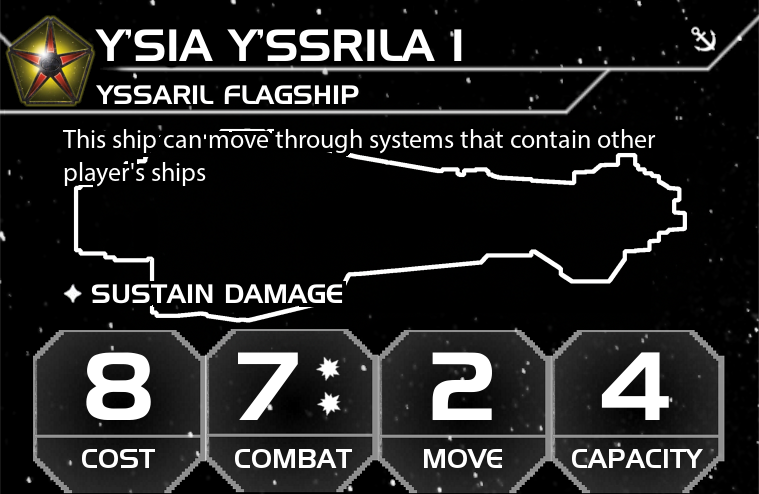 Y'SIA Y'SSRILA I
YSSARIL FLAGSHIP
This ship can move through systems that contain other
player's ships
SUSTAIN DAMAGE
8 7 2 4
COST COMBAT MOVE CAPACITY